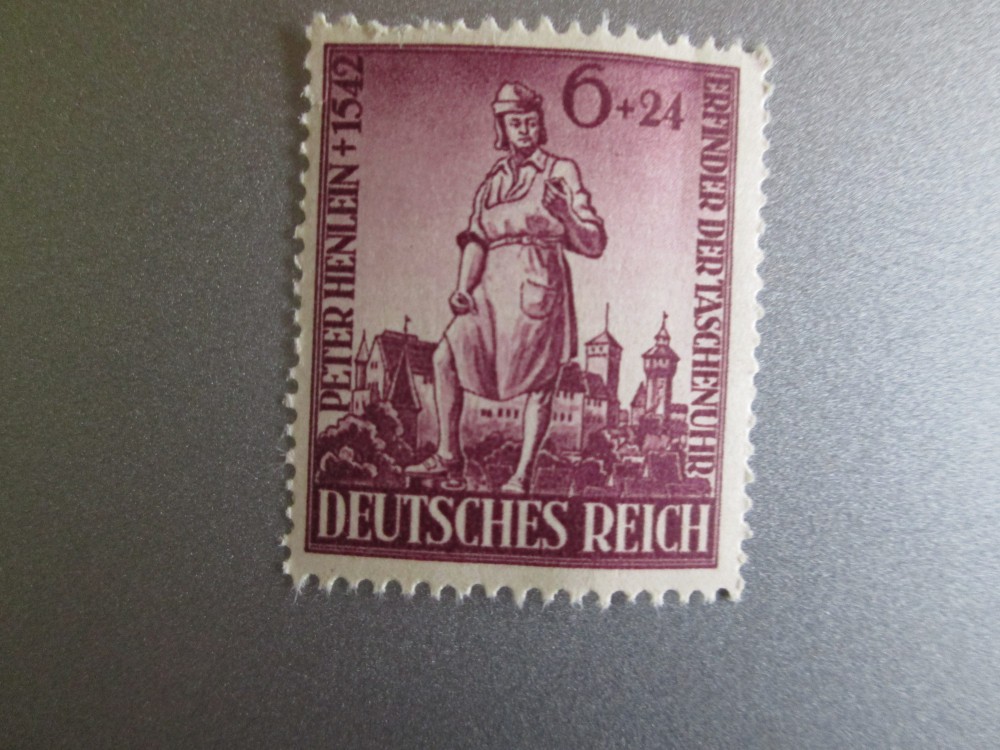 PETER HENLEIN + 1542
6+24
ERFINDER DER TASCHENUHR
DEUTSCHES REICH